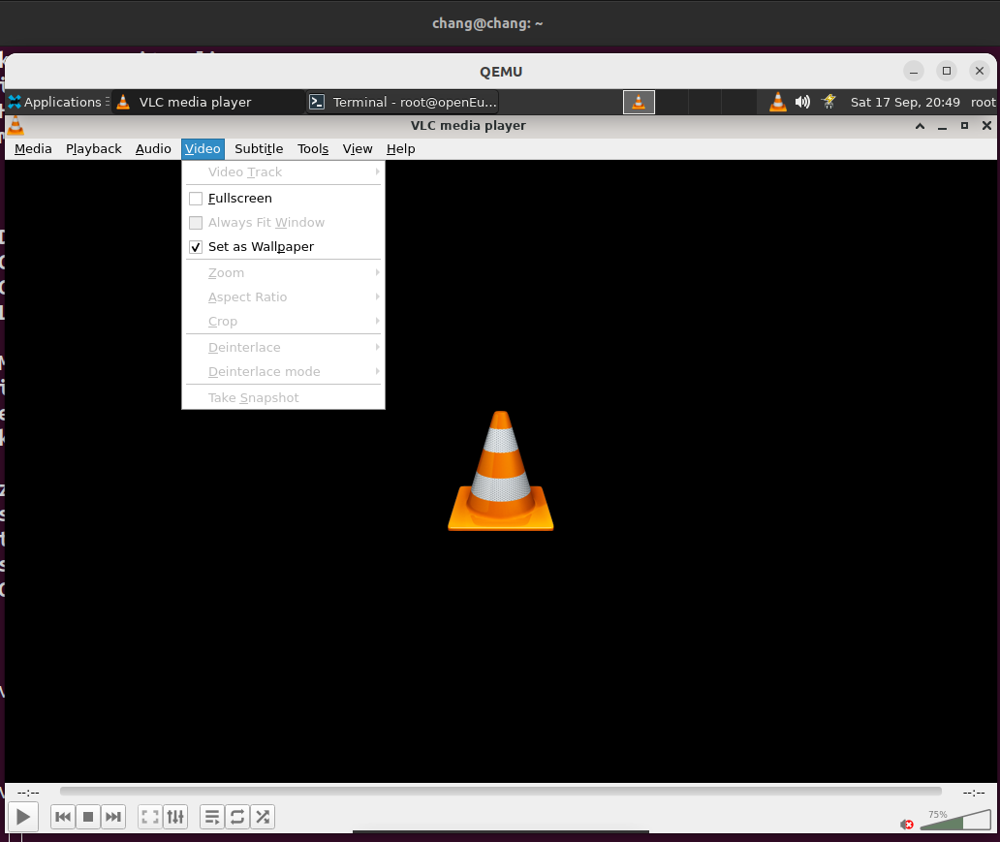 chang@chang: ~
QEMU
Applications VLC media player Terminal - root@openEu... Sat 17 Sep, 20:49 root
VLC media player
Media Playback Audio Video Subtitle Tools View Help
Video Track
Fullscreen
Always Fit Window
Set as Wallpaper
Zoom
Aspect Ratio
Crop
Deinterlace
Deinterlace mode
Take Snapshot
--:-- --:--
75%